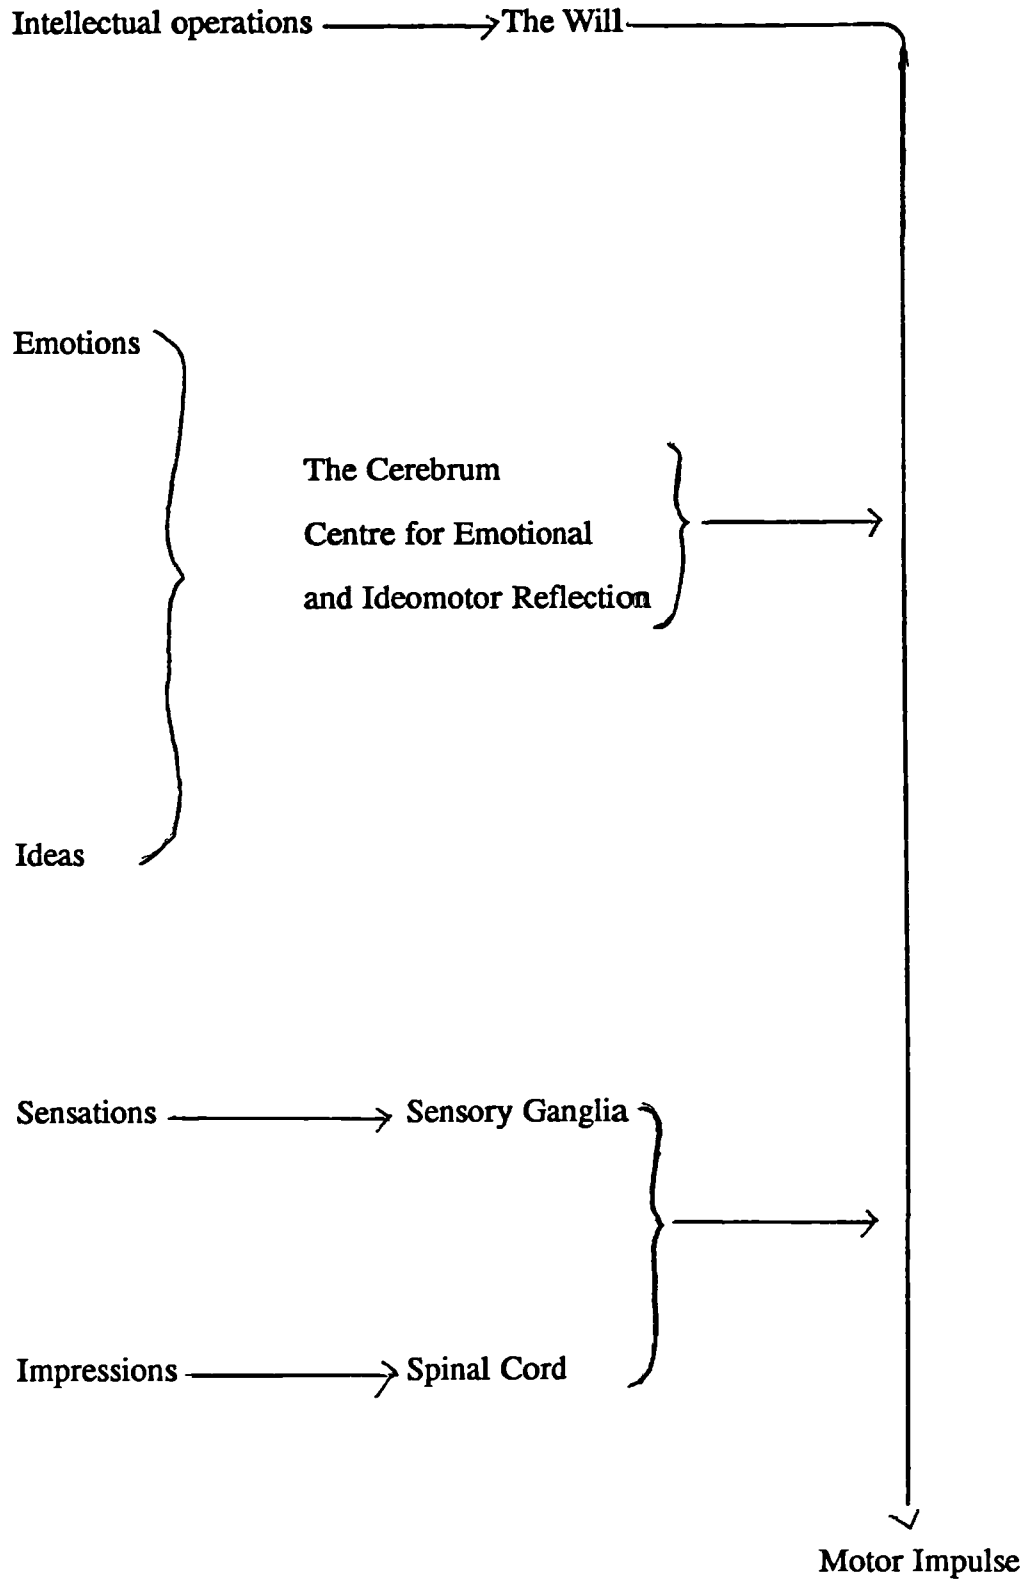 Intellectual operations The Will
Emotions
The Cerebrum
Centre for Emotional
and Ideomotor Reflection
Ideas
Sensations Sensory Ganglia
Impressions Spinal Cord
Motor Impulse